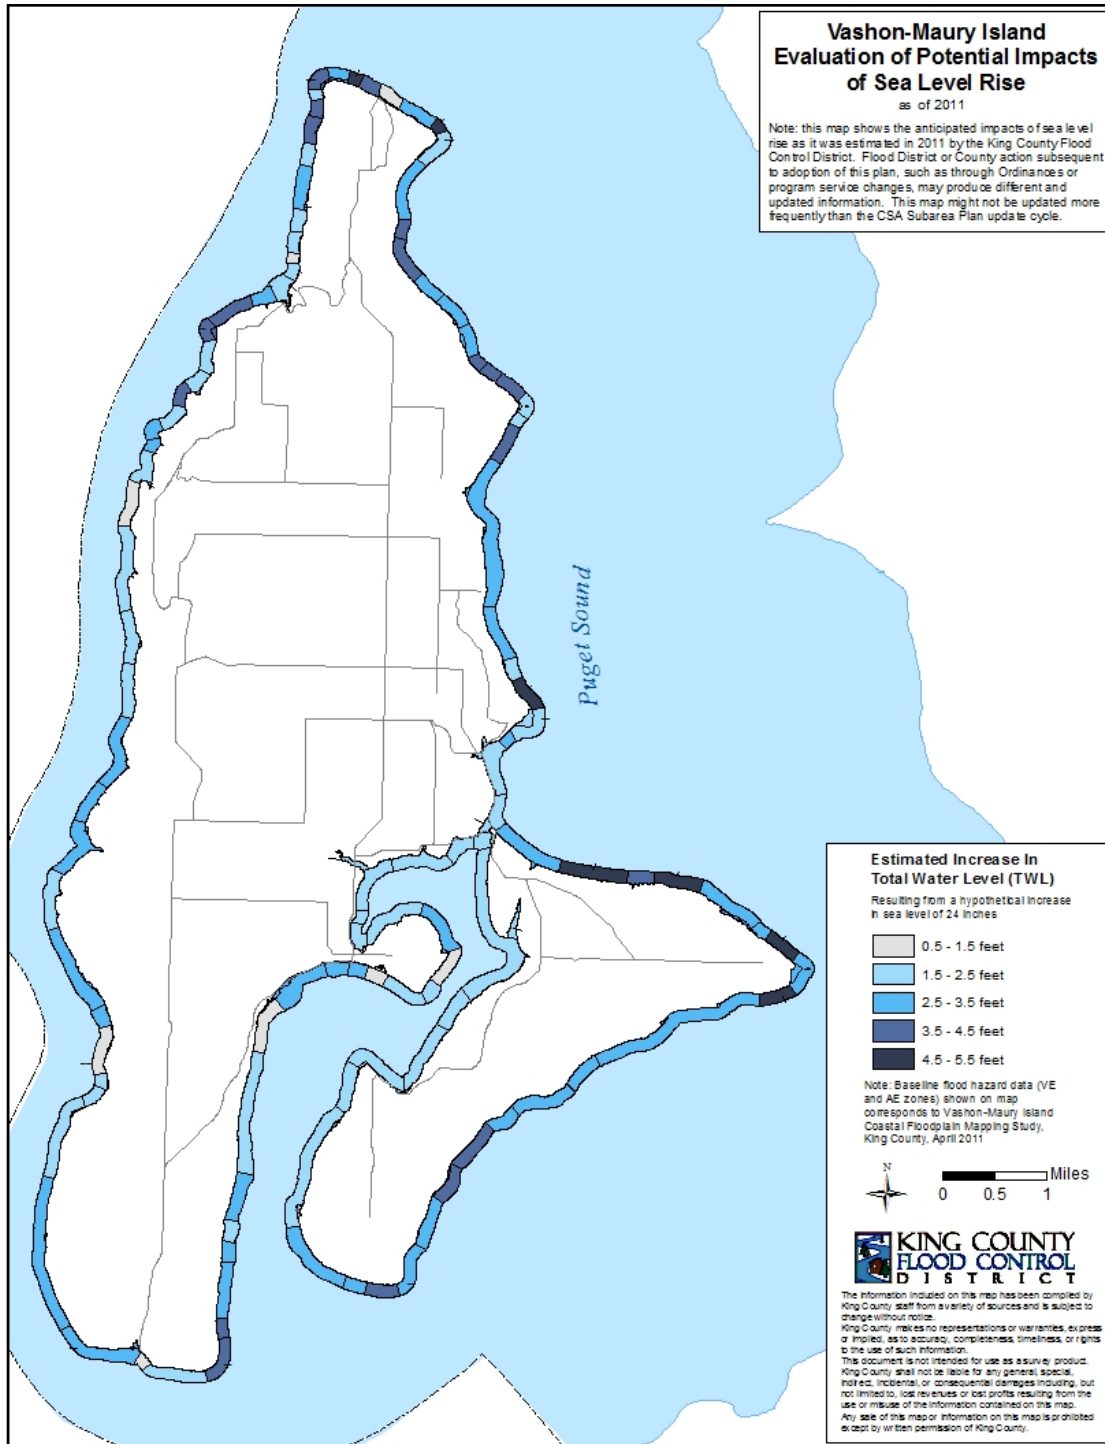 Vashon-Maury Island
Evaluation of Potential Impacts
of Sea Level Rise
as of 2011
Note: this map shows the anticipated impacts of sea level
rise as it was estimated in 2011 by the King County Flood
Control District. Flood District or County action subsequent
to adoption of this plan, such as through Ordinances or
program service changes, may produce different and
updated information. This map might not be updated more
frequently than the CSA Subarea Plan update cycle.
Puget Sound
Estimated Increase In
Total Water Level (TWL)
Resulting from a hypothetical increase
in sea level of 24 inches
0.5 - 1.5 feet
1.5 - 2.5 feet
2.5 - 3.5 feet
3.5 - 4.5 feet
4.5 - 5.5 feet
Note: Baseline flood hazard data (VE
and AE zones) shown on map
corresponds to Vashon-Maury Island
Coastal Floodplain Mapping Study,
King County, April 2011
N
Miles
0 0.5 1
KING COUNTY
FLOOD CONTROL
DISTRICT
The information included on this map has been compiled by
King County staff from a variety of sources and is subject to
change without notice.
King County makes no representations or warranties, express
or implied, as to accuracy, completeness, timeliness, or rights
to the use of such information.
This document is not intended for use as a survey product.
King County shall not be liable for any general, special,
indirect, incidental, or consequential damages including, but
not limited to, lost revenues or lost profits resulting from the
use or misuse of the information contained on this map.
Any sale of this map or information on this map is prohibited
except by written permission of King County.